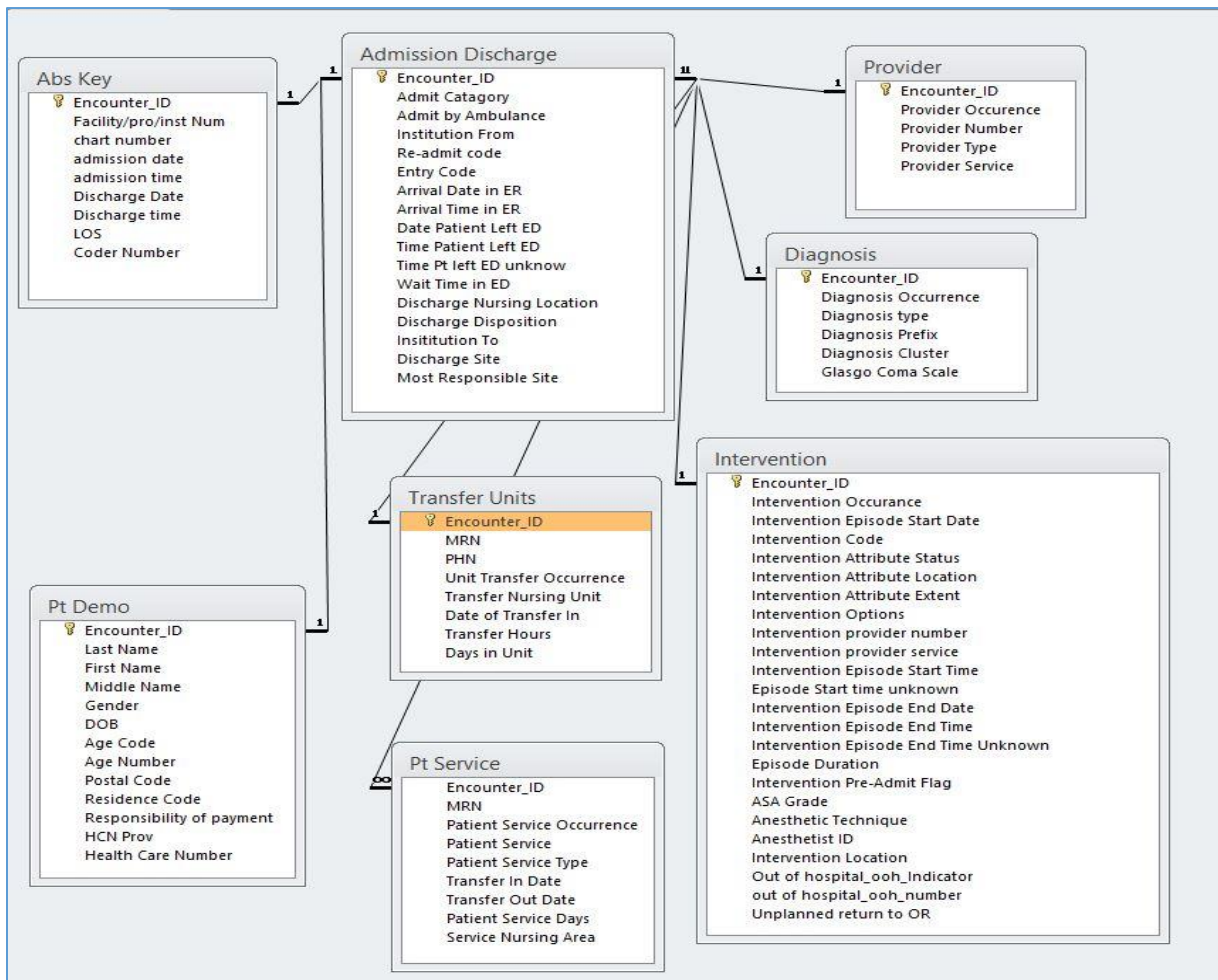 Abs Key
Encounter_ID
Facility/pro/inst Num
chart number
admission date
admission time
Discharge Date
Discharge time
LOS
Coder Number
1
1
Admission Discharge
Encounter_ID
Admit Catagory
Admit by Ambulance
Institution From
Re-admit code
Entry Code
Arrival Date in ER
Arrival Time in ER
Date Patient Left ED
Time Patient Left ED
Time Pt left ED unknow
Wait Time in ED
Discharge Nursing Location
Discharge Disposition
Insititution To
Discharge Site
Most Responsible Site
1
1
Provider
Encounter_ID
Provider Occurence
Provider Number
Provider Type
Provider Service
1
Diagnosis
Encounter_ID
Diagnosis Occurrence
Diagnosis type
Diagnosis Prefix
Diagnosis Cluster
Glasgo Coma Scale
1
Transfer Units
Encounter_ID
MRN
PHN
Unit Transfer Occurrence
Transfer Nursing Unit
Date of Transfer In
Transfer Hours
Days in Unit
1
Intervention
Encounter_ID
Intervention Occurance
Intervention Episode Start Date
Intervention Code
Intervention Attribute Status
Intervention Attribute Location
Intervention Attribute Extent
Intervention Options
Intervention provider number
Intervention provider service
Intervention Episode Start Time
Episode Start time unknown
Intervention Episode End Date
Intervention Episode End Time
Intervention Episode End Time Unknown
Episode Duration
Intervention Pre-Admit Flag
ASA Grade
Anesthetic Technique
Anesthetist ID
Intervention Location
Out of hospital_ooh_Indicator
out of hospital_ooh_number
Unplanned return to OR
Pt Demo
Encounter_ID
Last Name
First Name
Middle Name
Gender
DOB
Age Code
Age Number
Postal Code
Residence Code
Responsibility of payment
HCN Prov
Health Care Number
1
∞
Pt Service
Encounter_ID
MRN
Patient Service Occurrence
Patient Service
Patient Service Type
Transfer In Date
Transfer Out Date
Patient Service Days
Service Nursing Area